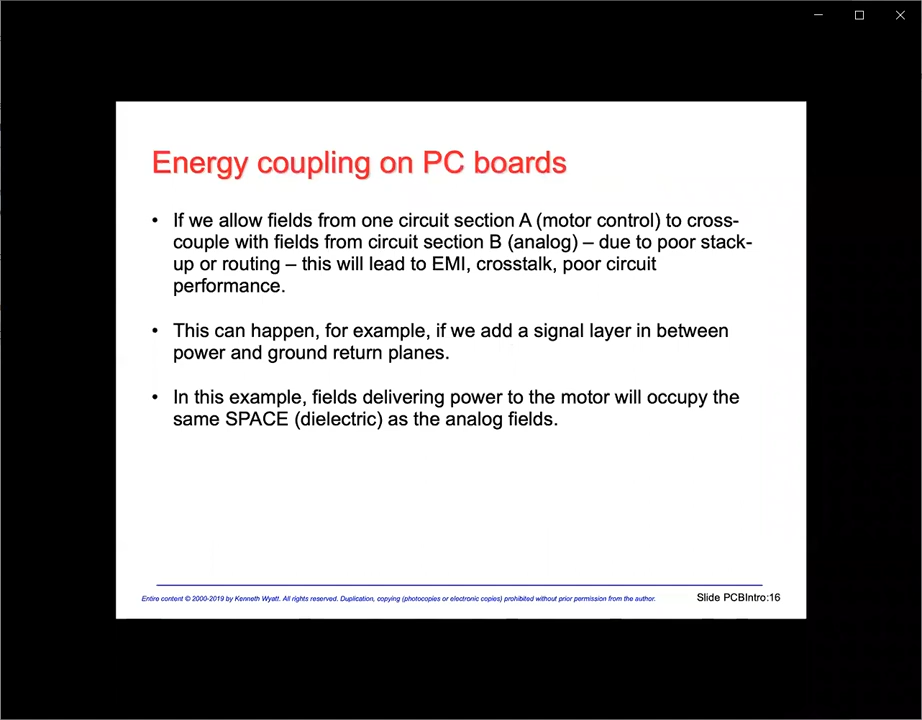 Energy coupling on PC boards
• If we allow fields from one circuit section A (motor control) to cross-
couple with fields from circuit section B (analog) – due to poor stack-
up or routing – this will lead to EMI, crosstalk, poor circuit
performance.
• This can happen, for example, if we add a signal layer in between
power and ground return planes.
• In this example, fields delivering power to the motor will occupy the
same SPACE (dielectric) as the analog fields.
Entire content © 2000-2019 by Kenneth Wyatt. All rights reserved. Duplication, copying (photocopies or electronic copies) prohibited without prior permission from the author.
Slide PCBIntro:16